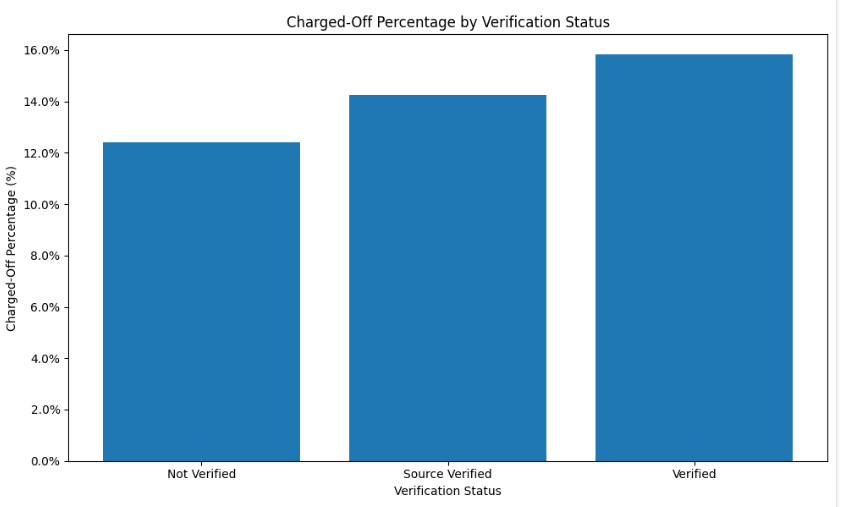 Charged-Off Percentage by Verification Status
Charged-Off Percentage (%)
16.0%
14.0%
12.0%
10.0%
8.0%
6.0%
4.0%
2.0%
0.0%
Not Verified Source Verified Verified
Verification Status